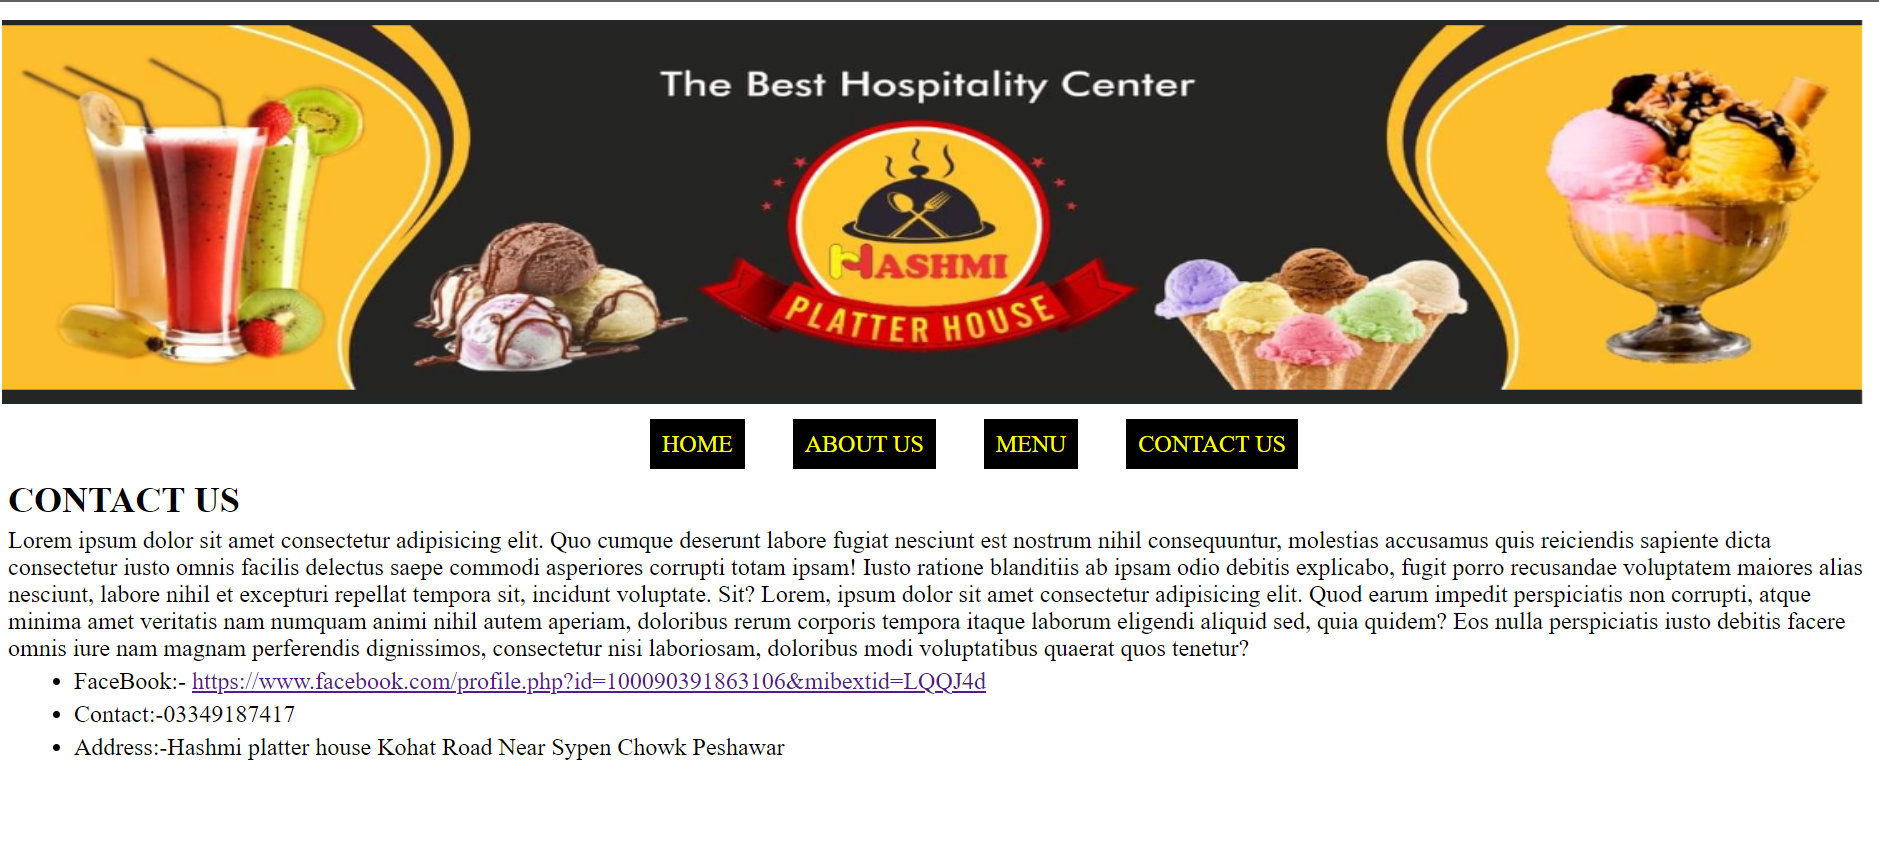 The Best Hospitality Center
HASHMI
PLATTER HOUSE
HOME ABOUT US MENU CONTACT US
CONTACT US
Lorem ipsum dolor sit amet consectetur adipisicing elit. Quo cumque deserunt labore fugiat nesciunt est nostrum nihil consequuntur, molestias accusamus quis reiciendis sapiente dicta
consectetur iusto omnis facilis delectus saepe commodi asperiores corrupti totam ipsam! Iusto ratione blanditiis ab ipsam odio debitis explicabo, fugit porro recusandae voluptatem maiores alias
nesciunt, labore nihil et excepturi repellat tempora sit, incidunt voluptate. Sit? Lorem, ipsum dolor sit amet consectetur adipisicing elit. Quod earum impedit perspiciatis non corrupti, atque
minima amet veritatis nam numquam animi nihil autem aperiam, doloribus rerum corporis tempora itaque laborum eligendi aliquid sed, quia quidem? Eos nulla perspiciatis iusto debitis facere
omnis iure nam magnam perferendis dignissimos, consectetur nisi laboriosam, doloribus modi voluptatibus quaerat quos tenetur?
• FaceBook:- https://www.facebook.com/profile.php?id=100090391863106&mibextid=LQQJ4d
• Contact:-03349187417
• Address:-Hashmi platter house Kohat Road Near Sypen Chowk Peshawar